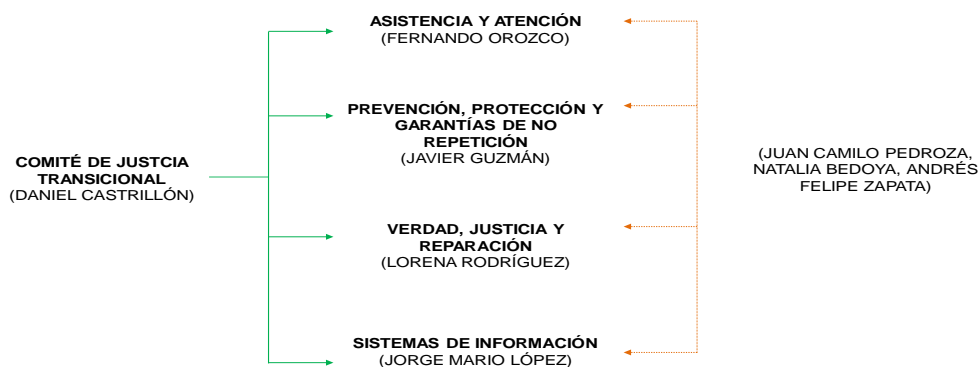 ASISTENCIA Y ATENCIÓN
(FERNANDO OROZCO)
PREVENCIÓN, PROTECCIÓN Y
GARANTÍAS DE NO
REPETICIÓN
(JAVIER GUZMÁN)
COMITÉ DE JUSTCIA
TRANSICIONAL
(DANIEL CASTRILLÓN)
(JUAN CAMILO PEDROZA,
NATALIA BEDOYA, ANDRÉS
FELIPE ZAPATA)
VERDAD, JUSTICIA Y
REPARACIÓN
(LORENA RODRÍGUEZ)
SISTEMAS DE INFORMACIÓN
(JORGE MARIO LÓPEZ)